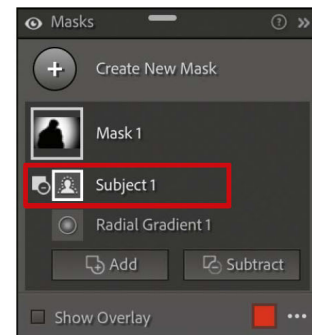 Masks
Create New Mask
Mask 1
Subject 1
Radial Gradient 1
Add Subtract
Show Overlay